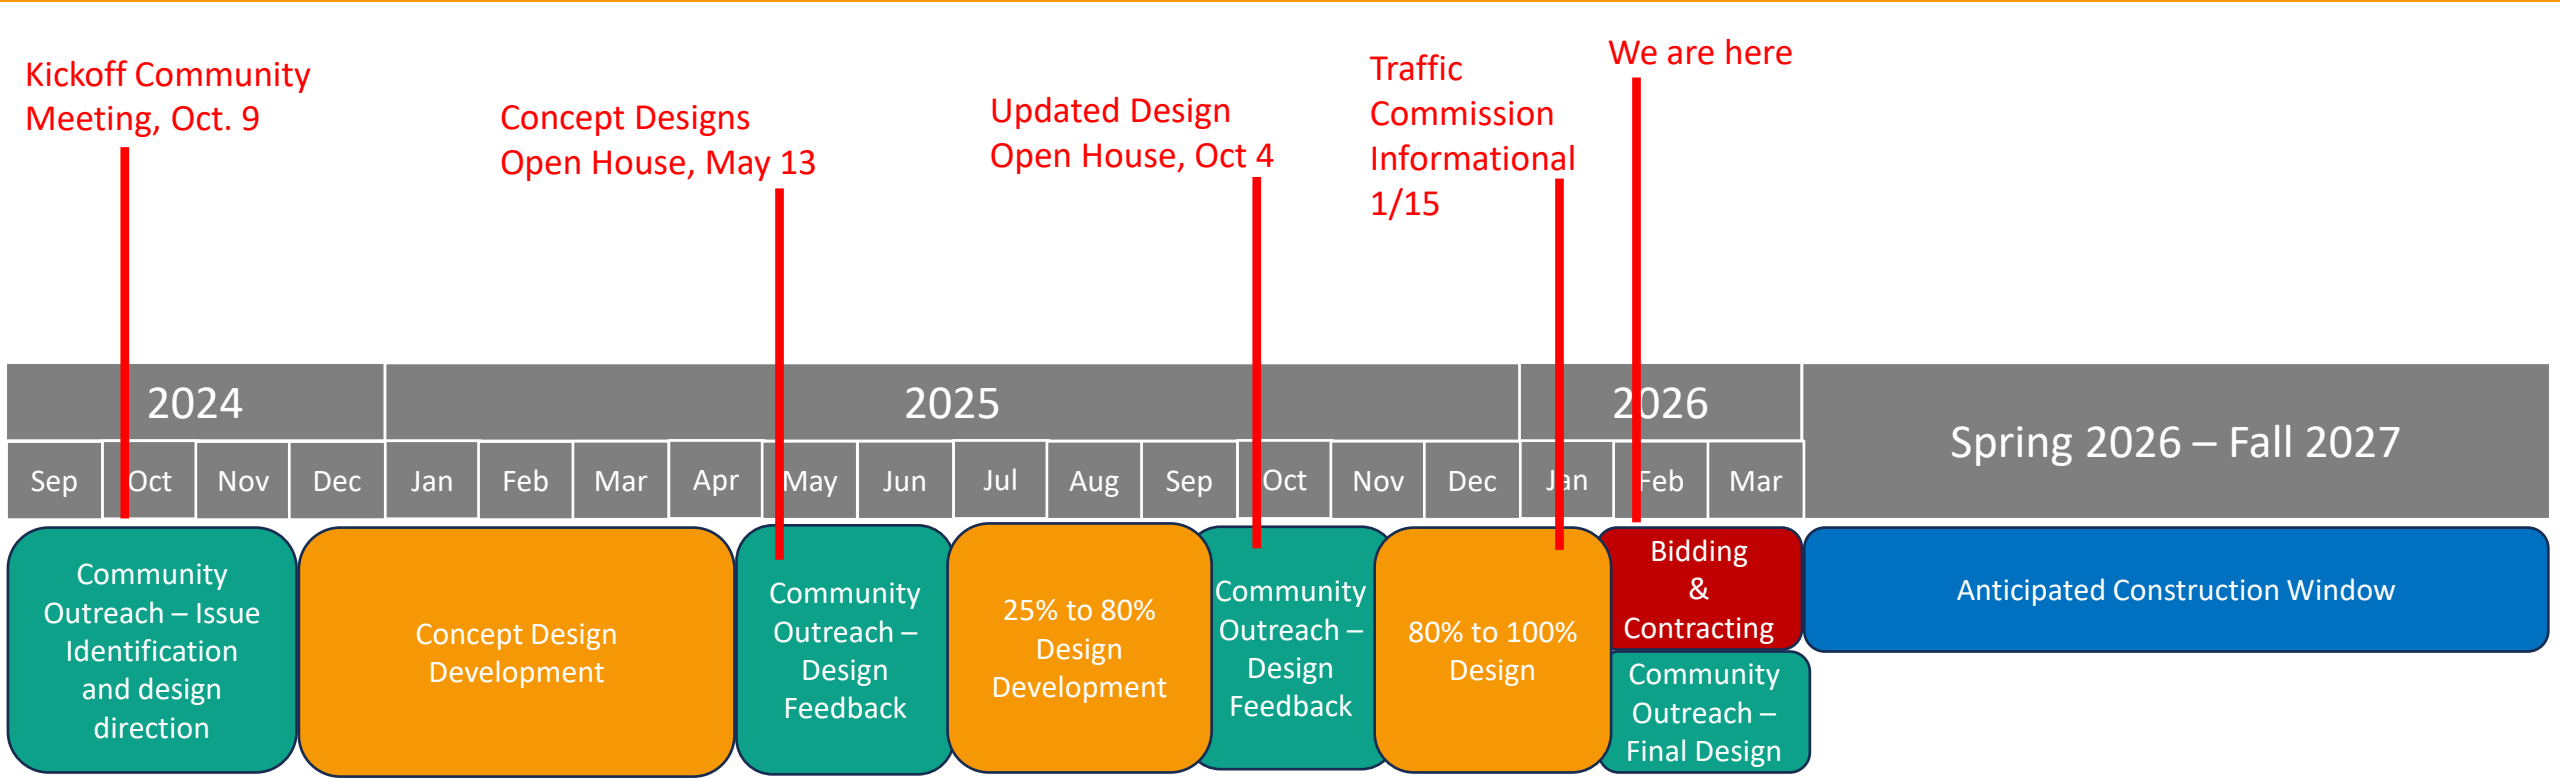 Kickoff Community
Meeting, Oct. 9
Concept Designs
Open House, May 13
Updated Design
Open House, Oct 4
Traffic
Commission
Informational
1/15
We are here
2024
2025
2026
Spring 2026 – Fall 2027
Sep Oct Nov Dec Jan Feb Mar Apr May Jun Jul Aug Sep Oct Nov Dec Jan Feb Mar
Community
Outreach – Issue
Identification
and design
direction
Concept Design
Development
Community
Outreach –
Design
Feedback
25% to 80%
Design
Development
Community
Outreach –
Design
Feedback
80% to 100%
Design
Bidding
&
Contracting
Community
Outreach –
Final Design
Anticipated Construction Window